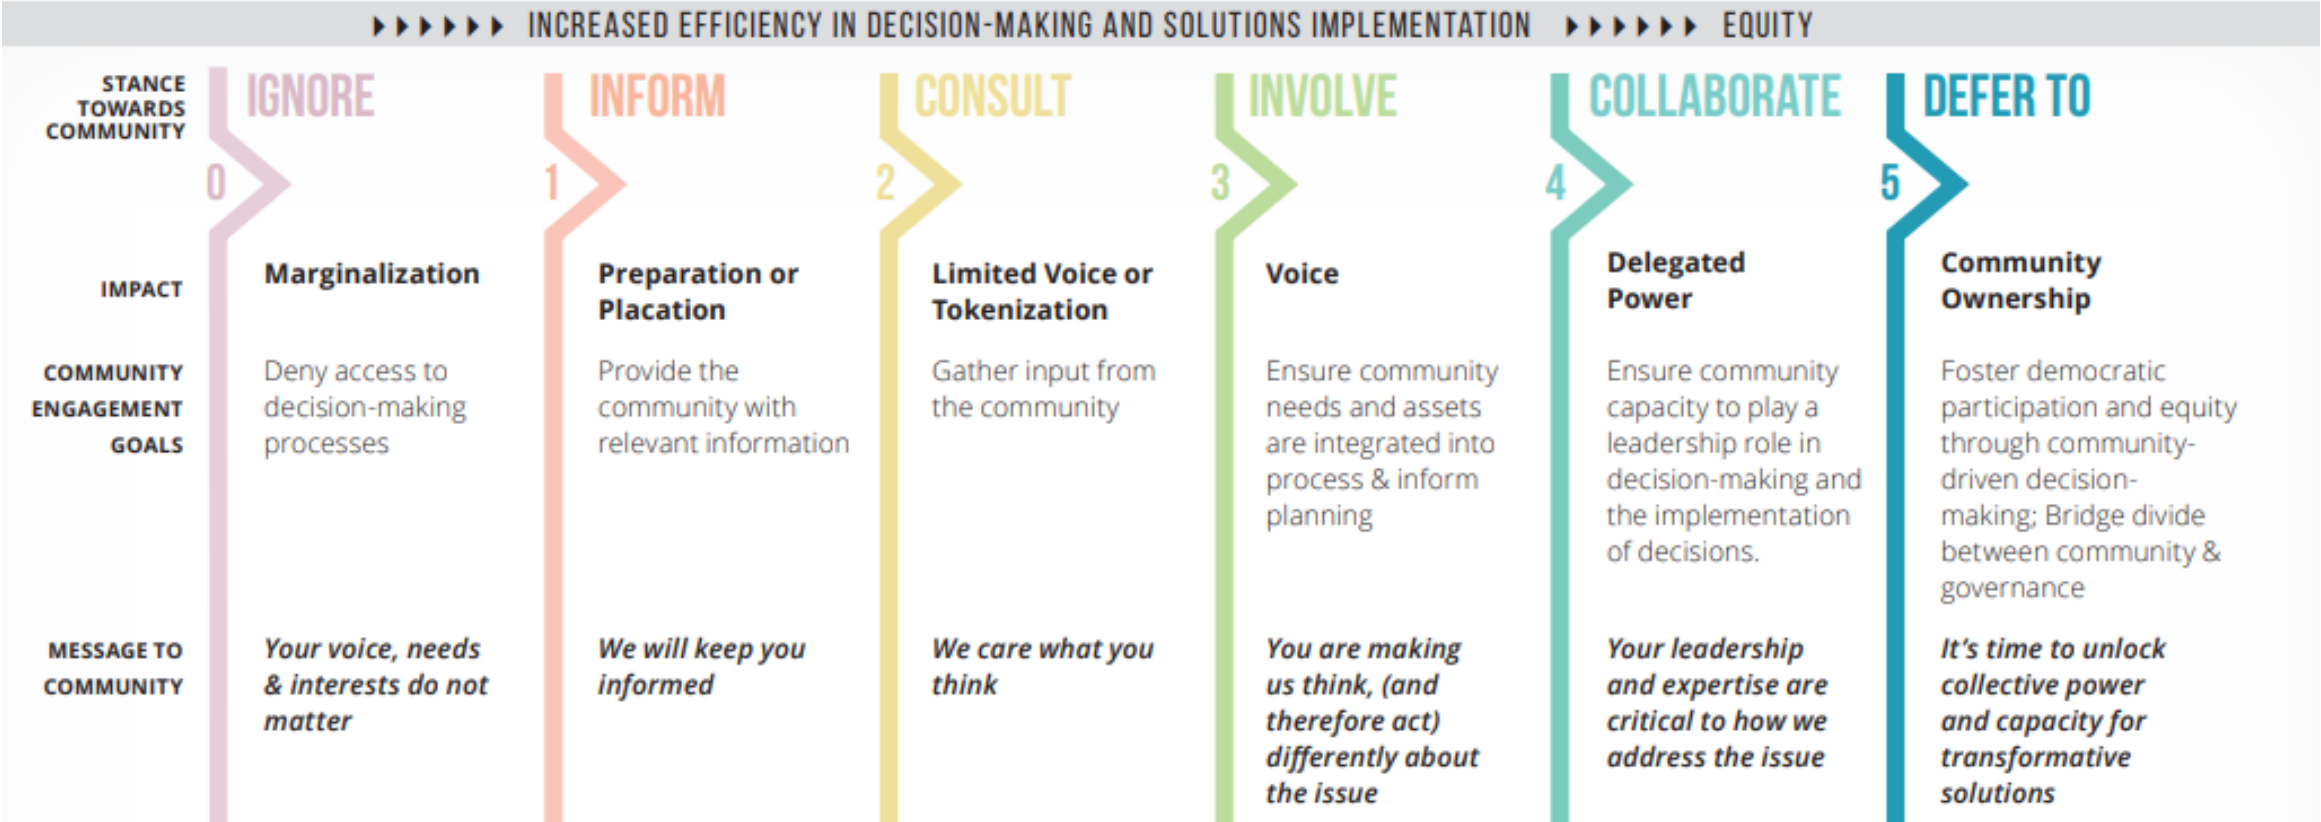 INCREASED EFFICIENCY IN DECISION-MAKING AND SOLUTIONS IMPLEMENTATION EQUITY
STANCE
TOWARDS
COMMUNITY
IGNORE
INFORM
CONSULT
INVOLVE
COLLABORATE
DEFER TO
0
1
2
3
4
5
IMPACT
Marginalization
Preparation or
Placation
Limited Voice or
Tokenization
Voice
Delegated
Power
Community
Ownership
COMMUNITY
ENGAGEMENT
GOALS
Deny access to
decision-making
processes
Provide the
community with
relevant information
Gather input from
the community
Ensure community
needs and assets
are integrated into
process & inform
planning
Ensure community
capacity to play a
leadership role in
decision-making and
the implementation
of decisions.
Foster democratic
participation and equity
through community-
driven decision-
making; Bridge divide
between community &
governance
MESSAGE TO
COMMUNITY
Your voice, needs
& interests do not
matter
We will keep you
informed
We care what you
think
You are making
us think, (and
therefore act)
differently about
the issue
Your leadership
and expertise are
critical to how we
address the issue
It's time to unlock
collective power
and capacity for
transformative
solutions